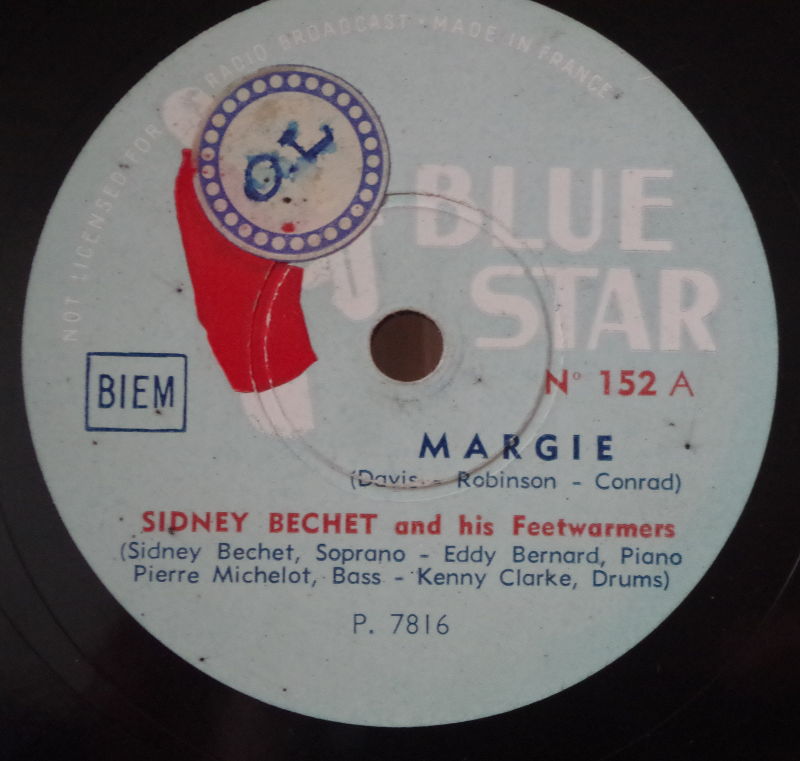 NOT LICENSED FOR RADIO BROADCAST · MADE IN FRANCE
O.L
BLUE
STAR
N° 152 A
BIEM
MARGIE
(Davis - Robinson - Conrad)
SIDNEY BECHET and his Feetwarmers
(Sidney Bechet, Soprano - Eddy Bernard, Piano
Pierre Michelot, Bass - Kenny Clarke, Drums)
P. 7816